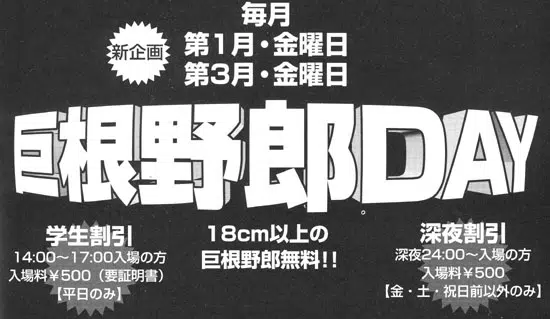 毎月
新企画
第1月・金曜日
第3月・金曜日
巨根野郎DAY
学生割引
14:00〜17:00入場の方
入場料￥500（要証明書）
【平日のみ】
18cm以上の
巨根野郎無料!!
深夜割引
深夜24:00〜入場の方
入場料￥500
【金・土・祝日前以外のみ】